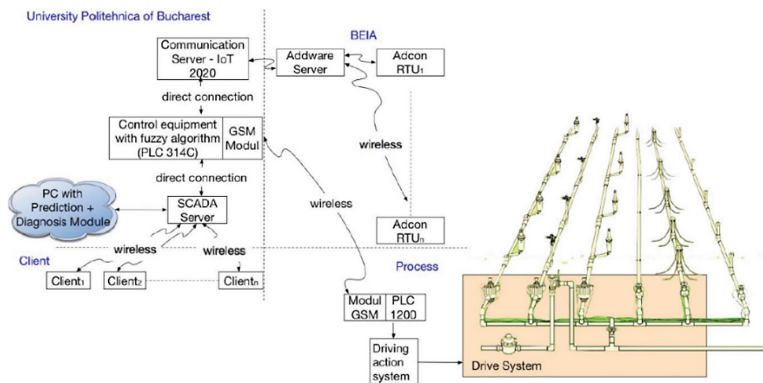 University Politehnica of Bucharest
BEIA
Communication
Server - IoT
2020
Addware
Server
Adcon
RTU1
direct connection
Control equipment
with fuzzy algorithm
(PLC 314C)
GSM
Modul
wireless
direct connection
PC with
Prediction +
Diagnosis Module
SCADA
Server
wireless
Adcon
RTUn
wireless
wireless
Client
Process
Client1
Client2
Clientn
Modul
GSM
PLC
1200
Driving
action
system
Drive System